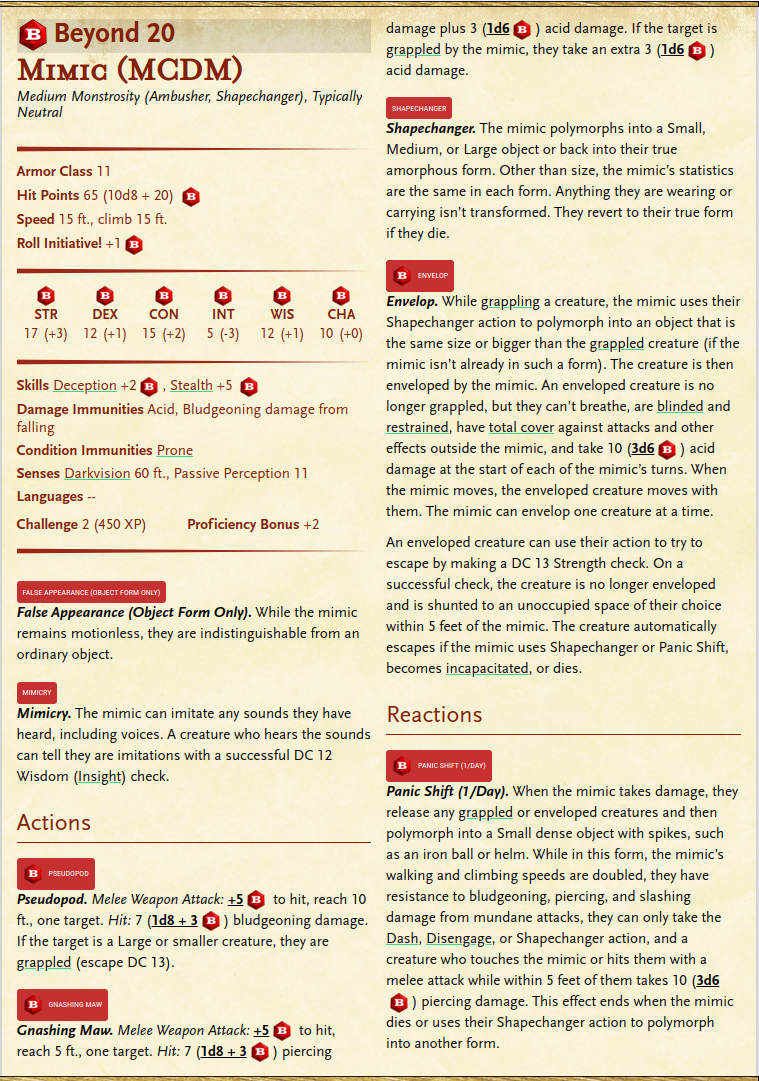 B Beyond 20
Mimic (MCDM)
Medium Monstrosity (Ambusher, Shapechanger), Typically
Neutral
Armor Class 11
Hit Points 65 (10d8 + 20) B
Speed 15 ft., climb 15 ft.
Roll Initiative! +1 B
B B B B B B
STR DEX CON INT WIS CHA
17 (+3) 12 (+1) 15 (+2) 5 (-3) 12 (+1) 10 (+0)
Skills Deception +2 B , Stealth +5 B
Damage Immunities Acid, Bludgeoning damage from
falling
Condition Immunities Prone
Senses Darkvision 60 ft., Passive Perception 11
Languages --
Challenge 2 (450 XP) Proficiency Bonus +2
FALSE APPEARANCE (OBJECT FORM ONLY)
False Appearance (Object Form Only). While the mimic
remains motionless, they are indistinguishable from an
ordinary object.
MIMICRY
Mimicry. The mimic can imitate any sounds they have
heard, including voices. A creature who hears the sounds
can tell they are imitations with a successful DC 12
Wisdom (Insight) check.
Actions
B PSEUDOPOD
Pseudopod. Melee Weapon Attack: +5 B to hit, reach 10
ft., one target. Hit: 7 (1d8 + 3 B ) bludgeoning damage.
If the target is a Large or smaller creature, they are
grappled (escape DC 13).
B GNASHING MAW
Gnashing Maw. Melee Weapon Attack: +5 B to hit,
reach 5 ft., one target. Hit: 7 (1d8 + 3 B ) piercing
damage plus 3 (1d6 B ) acid damage. If the target is
grappled by the mimic, they take an extra 3 (1d6 B )
acid damage.
SHAPECHANGER
Shapechanger. The mimic polymorphs into a Small,
Medium, or Large object or back into their true
amorphous form. Other than size, the mimic's statistics
are the same in each form. Anything they are wearing or
carrying isn't transformed. They revert to their true form
if they die.
B ENVELOP
Envelop. While grappling a creature, the mimic uses their
Shapechanger action to polymorph into an object that is
the same size or bigger than the grappled creature (if the
mimic isn't already in such a form). The creature is then
enveloped by the mimic. An enveloped creature is no
longer grappled, but they can't breathe, are blinded and
restrained, have total cover against attacks and other
effects outside the mimic, and take 10 (3d6 B ) acid
damage at the start of each of the mimic's turns. When
the mimic moves, the enveloped creature moves with
them. The mimic can envelop one creature at a time.
An enveloped creature can use their action to try to
escape by making a DC 13 Strength check. On a
successful check, the creature is no longer enveloped
and is shunted to an unoccupied space of their choice
within 5 feet of the mimic. The creature automatically
escapes if the mimic uses Shapechanger or Panic Shift,
becomes incapacitated, or dies.
Reactions
B PANIC SHIFT (1/DAY)
Panic Shift (1/Day). When the mimic takes damage, they
release any grappled or enveloped creatures and then
polymorph into a Small dense object with spikes, such
as an iron ball or helm. While in this form, the mimic's
walking and climbing speeds are doubled, they have
resistance to bludgeoning, piercing, and slashing
damage from mundane attacks, they can only take the
Dash, Disengage, or Shapechanger action, and a
creature who touches the mimic or hits them with a
melee attack while within 5 feet of them takes 10 (3d6
B ) piercing damage. This effect ends when the mimic
dies or uses their Shapechanger action to polymorph
into another form.